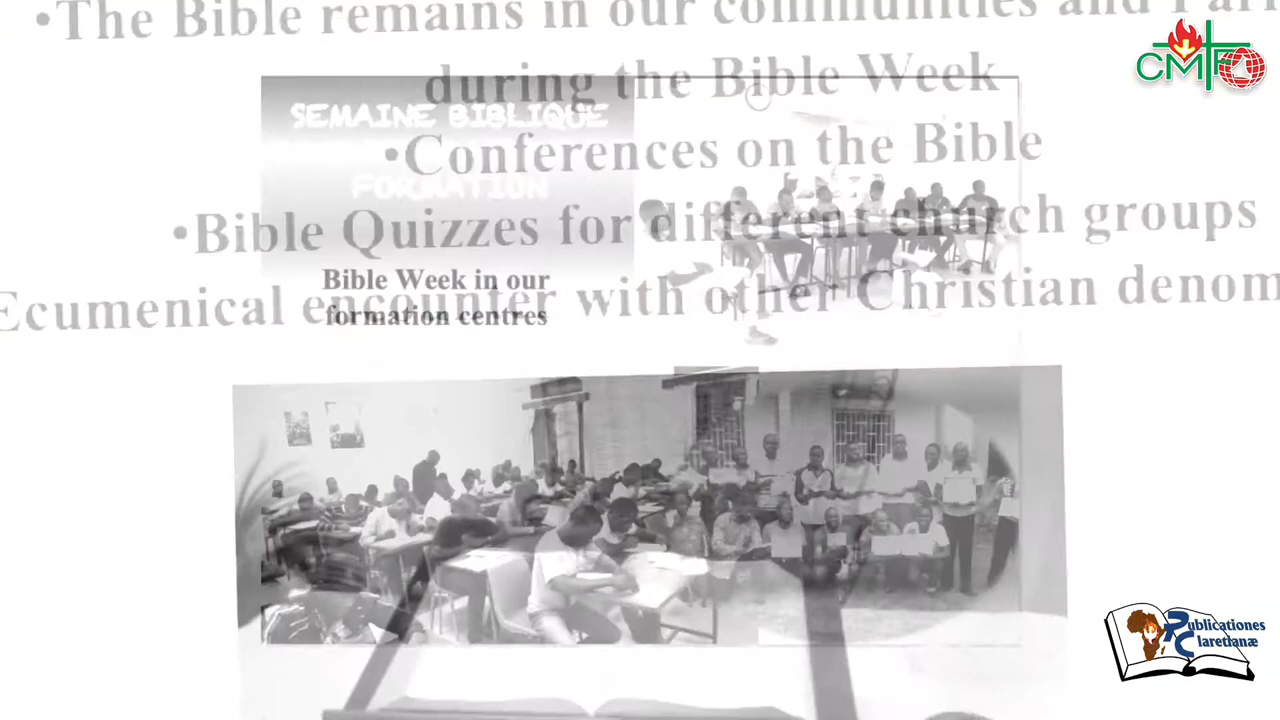 •The Bible remains in our communities and
during the Bible Week
•Conferences on the Bible
•Bible Quizzes for different church groups
Ecumenical encounter with other Christian denom
SEMAINE BIBLIQUE
FORMATION
Bible Week in our
formation centres
CMF
Publicationes
Claretianæ